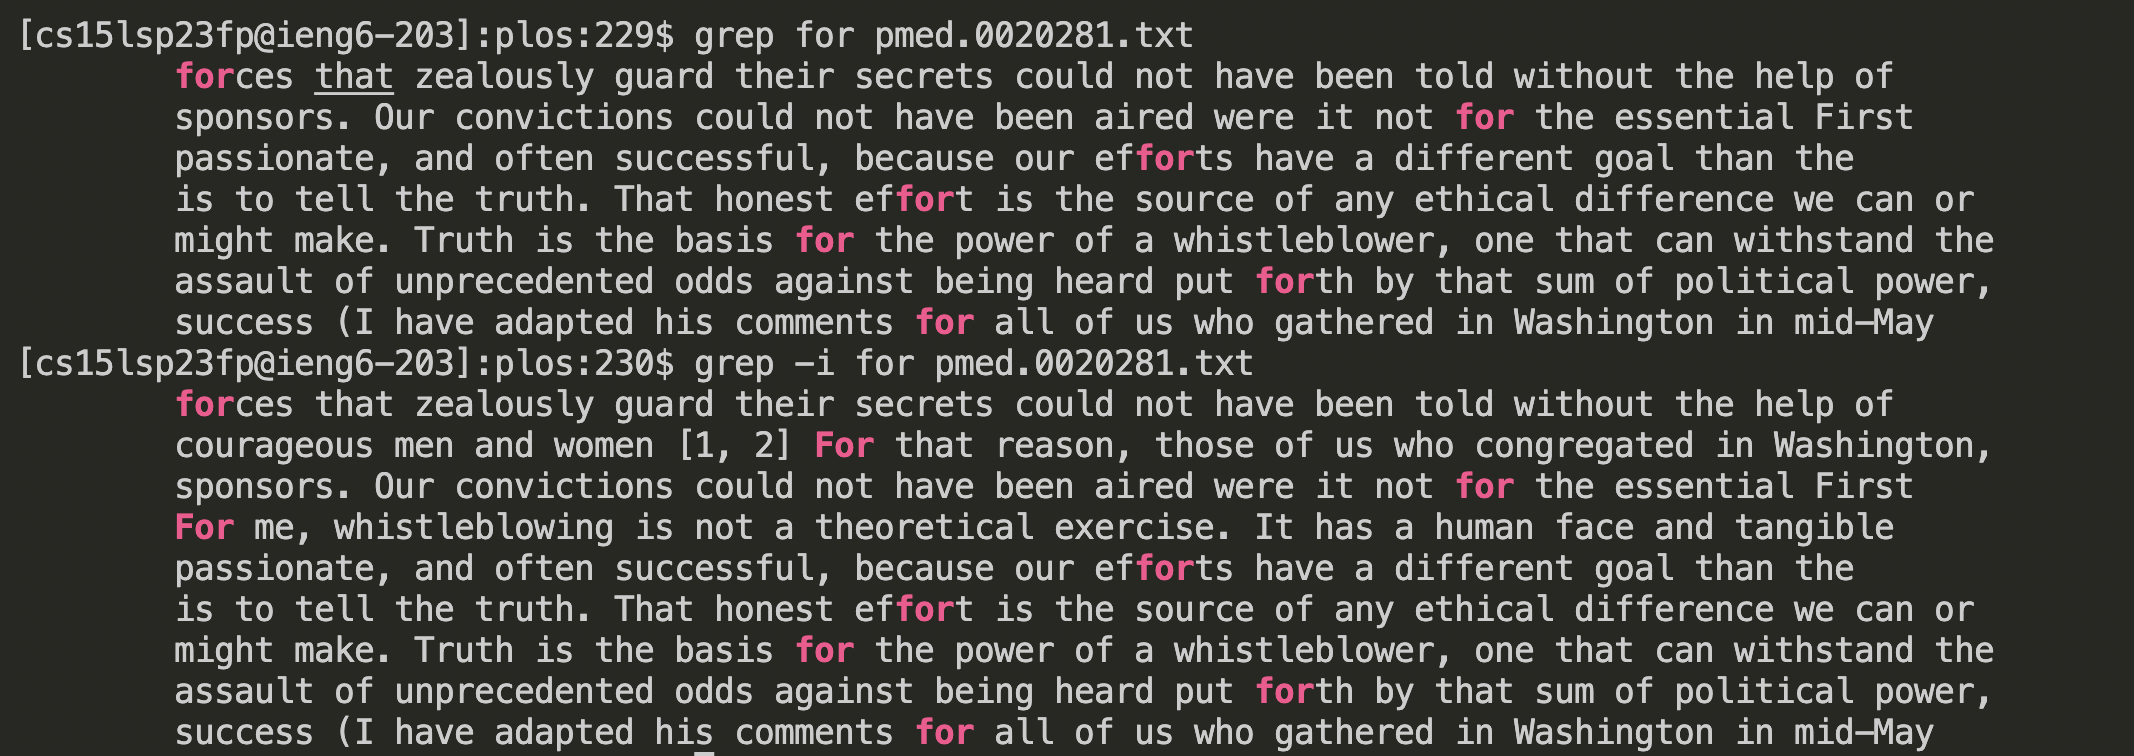 [cs15lsp23fp@ieng6-203]:plos:229$ grep for pmed.0020281.txt
forces that zealously guard their secrets could not have been told without the help of
sponsors. Our convictions could not have been aired were it not for the essential First
passionate, and often successful, because our efforts have a different goal than the
is to tell the truth. That honest effort is the source of any ethical difference we can or
might make. Truth is the basis for the power of a whistleblower, one that can withstand the
assault of unprecedented odds against being heard put forth by that sum of political power,
success (I have adapted his comments for all of us who gathered in Washington in mid-May
[cs15lsp23fp@ieng6-203]:plos:230$ grep -i for pmed.0020281.txt
forces that zealously guard their secrets could not have been told without the help of
courageous men and women [1, 2] For that reason, those of us who congregated in Washington,
sponsors. Our convictions could not have been aired were it not for the essential First
For me, whistleblowing is not a theoretical exercise. It has a human face and tangible
passionate, and often successful, because our efforts have a different goal than the
is to tell the truth. That honest effort is the source of any ethical difference we can or
might make. Truth is the basis for the power of a whistleblower, one that can withstand the
assault of unprecedented odds against being heard put forth by that sum of political power,
success (I have adapted his comments for all of us who gathered in Washington in mid-May